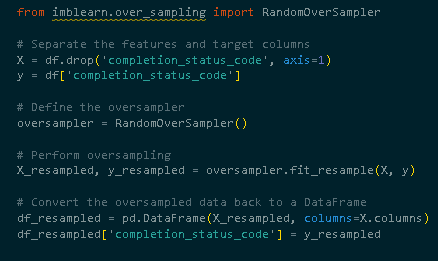 from imblearn.over_sampling import RandomOverSampler
# Separate the features and target columns
X = df.drop('completion_status_code', axis=1)
y = df['completion_status_code']
# Define the oversampler
oversampler = RandomOverSampler()
# Perform oversampling
X_resampled, y_resampled = oversampler.fit_resample(X, y)
# Convert the oversampled data back to a DataFrame
df_resampled = pd.DataFrame(X_resampled, columns=X.columns)
df_resampled['completion_status_code'] = y_resampled